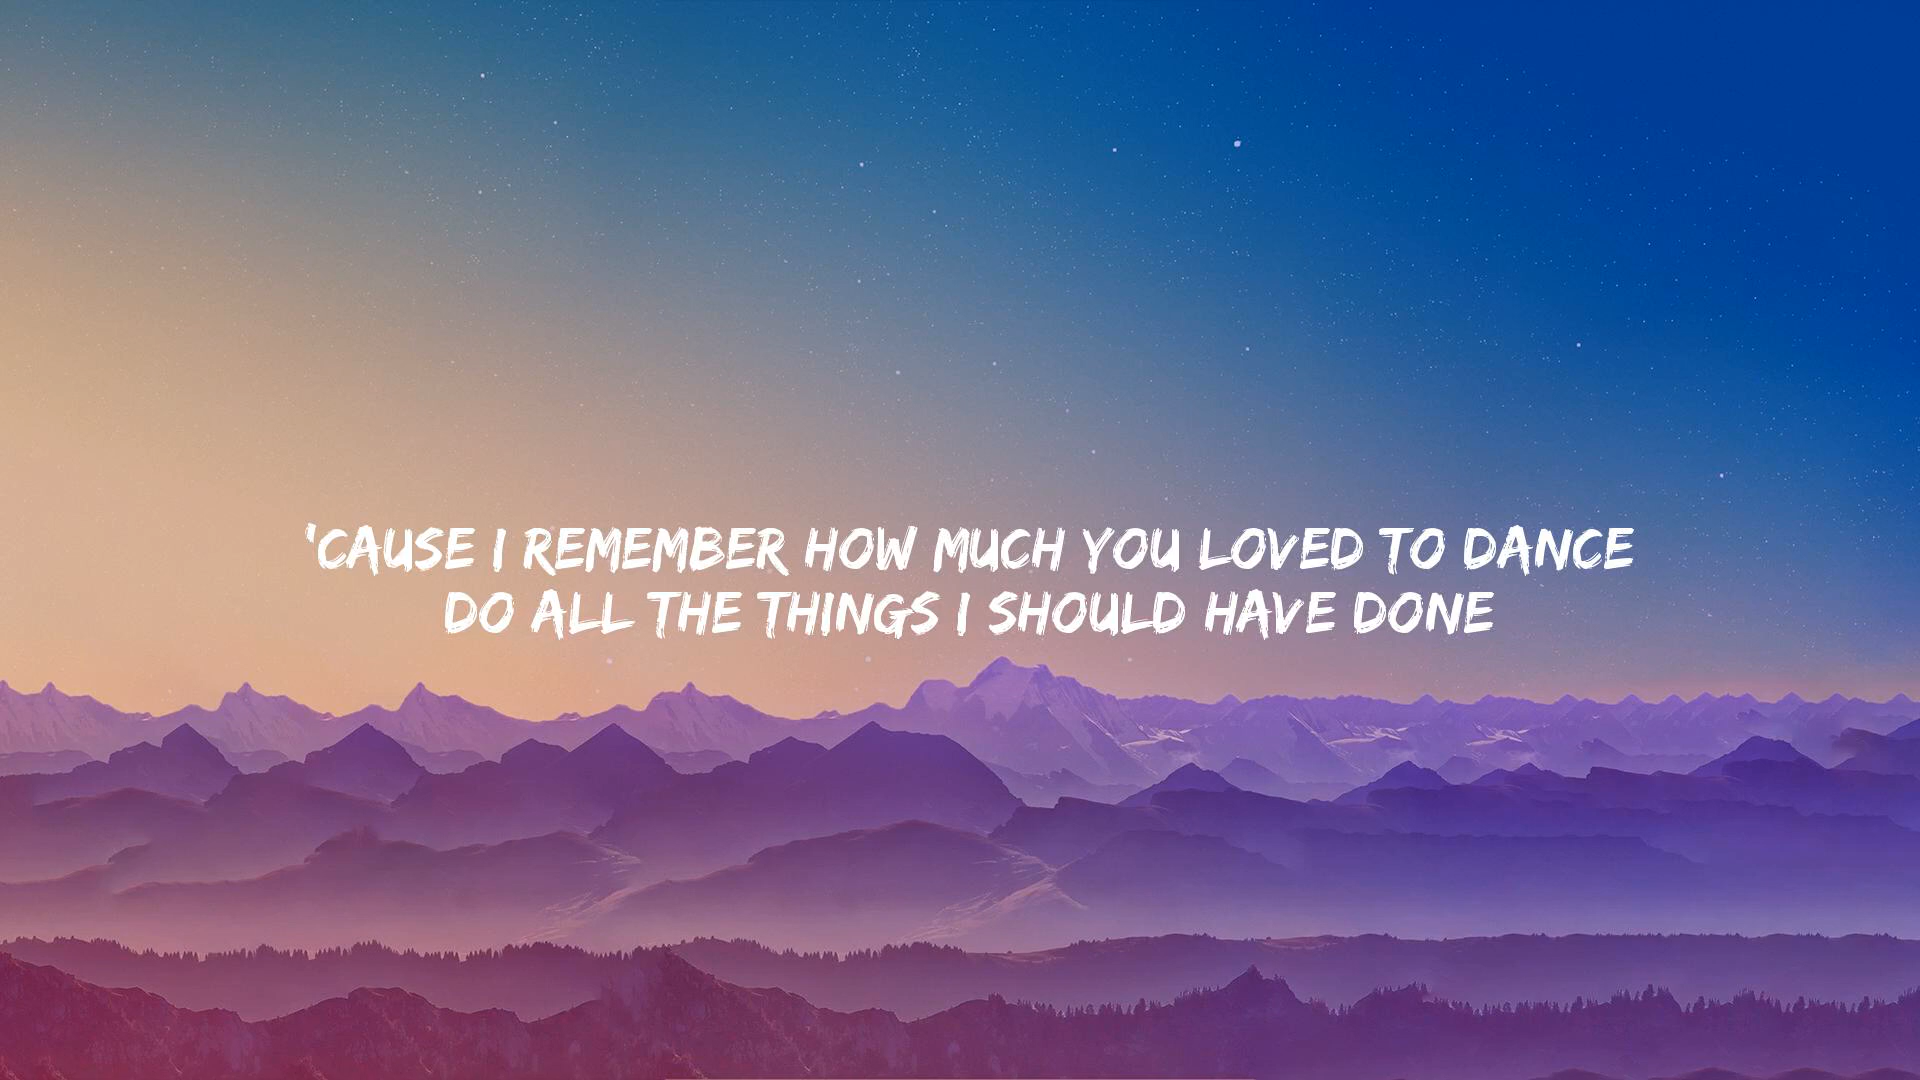 'CAUSE I REMEMBER HOW MUCH YOU LOVED TO DANCE
DO ALL THE THINGS I SHOULD HAVE DONE